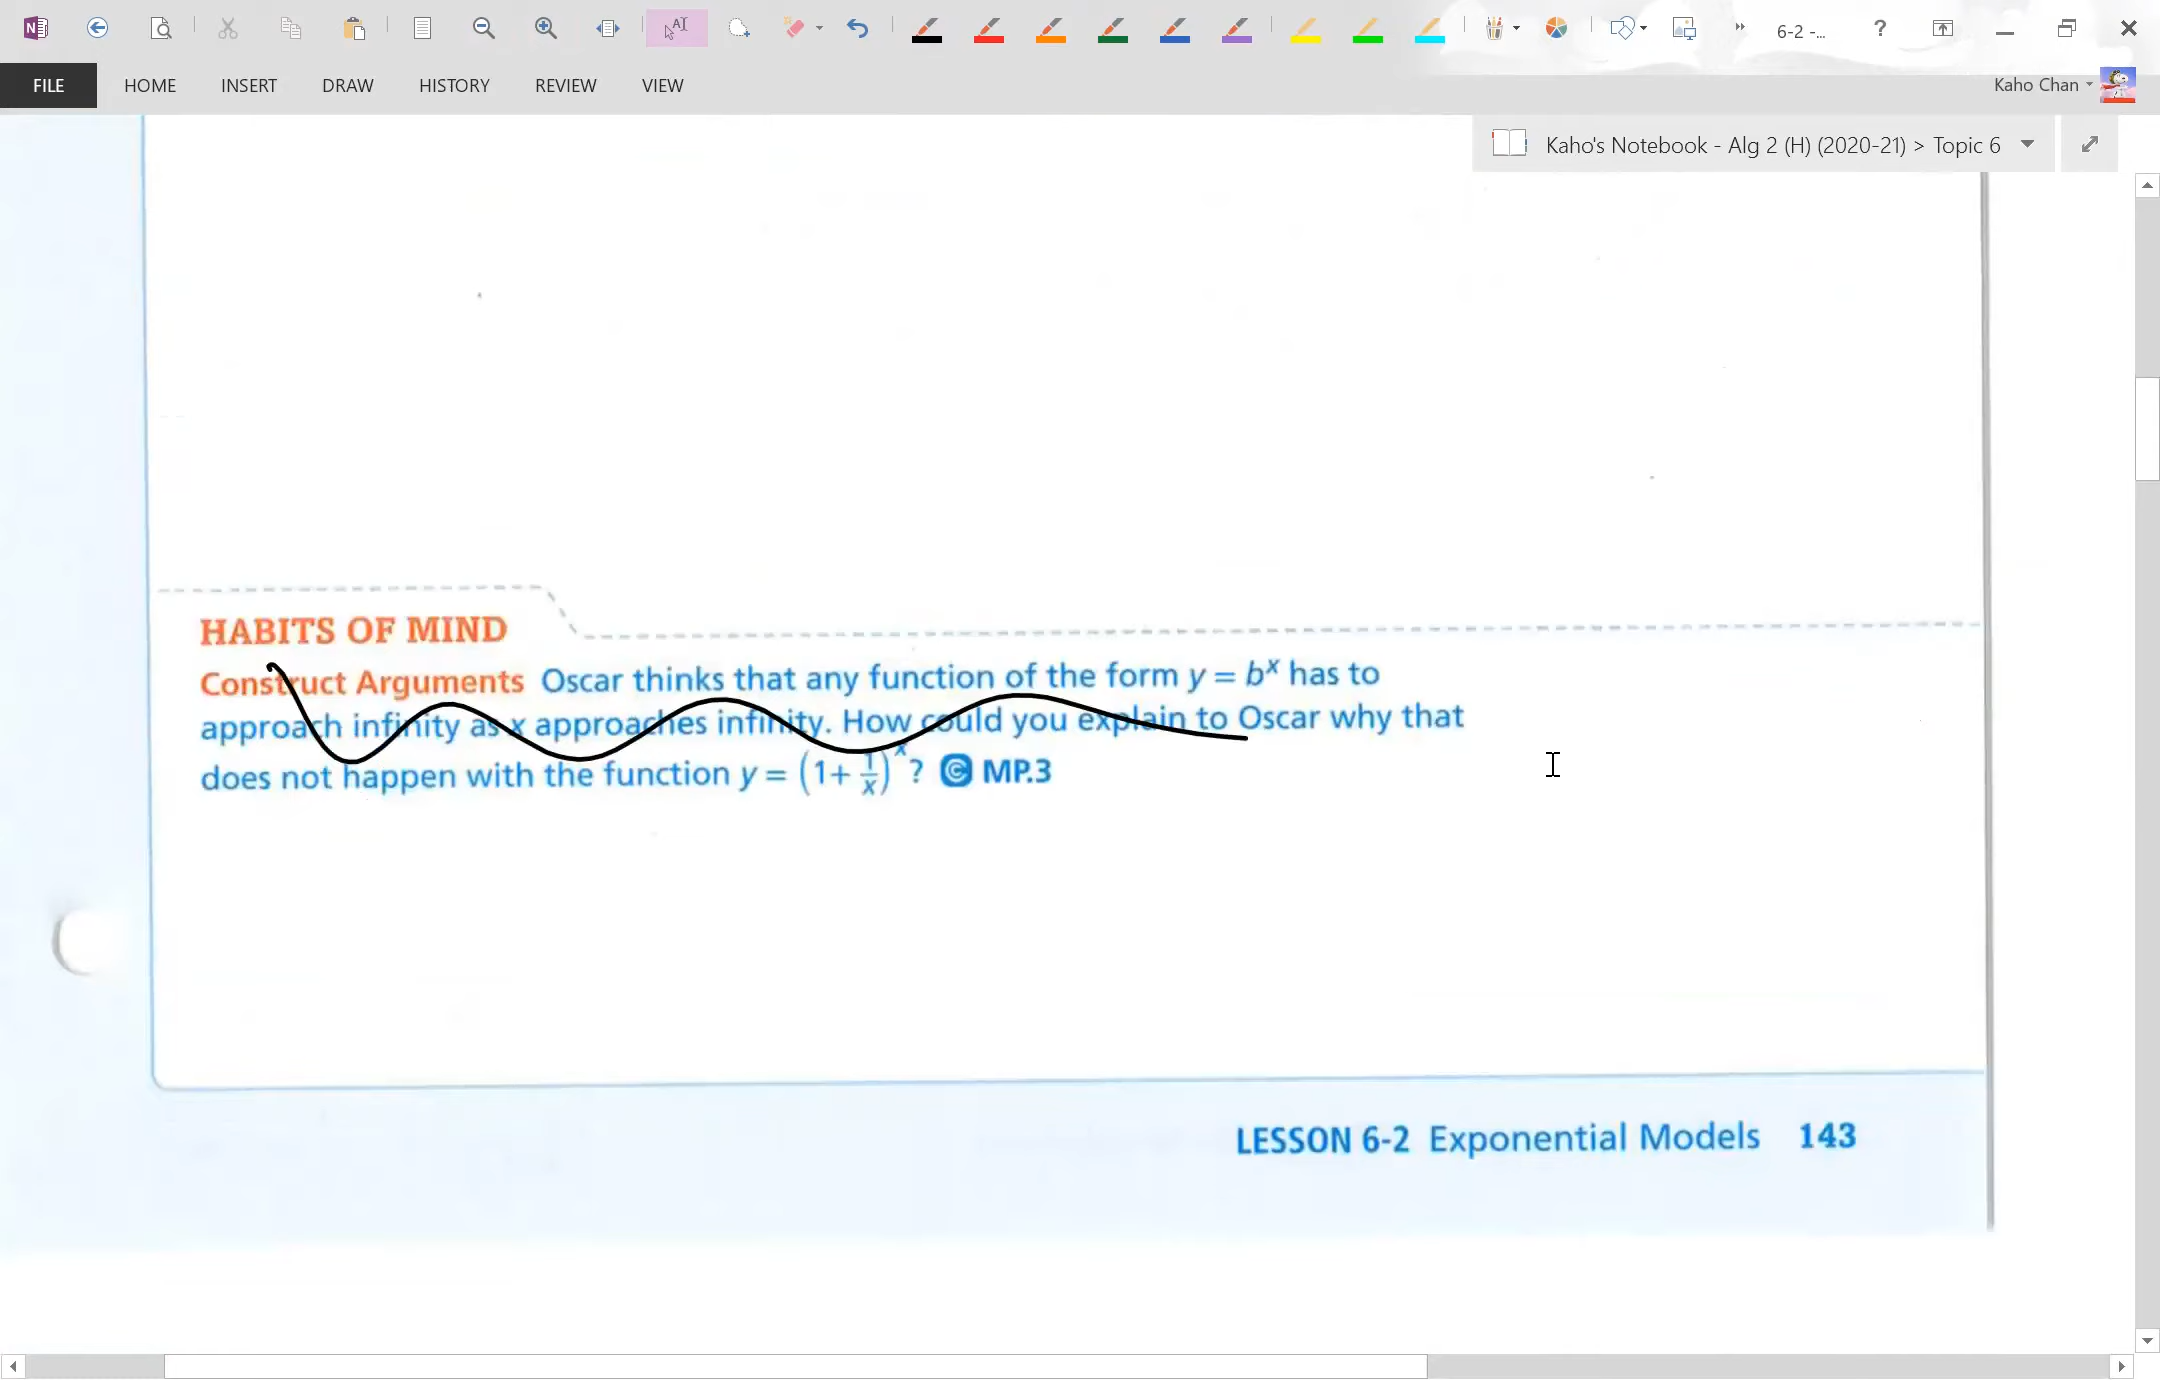 6-2 -...
FILE HOME INSERT DRAW HISTORY REVIEW VIEW
Kaho Chan
Kaho's Notebook - Alg 2 (H) (2020-21) > Topic 6
HABITS OF MIND
Construct Arguments Oscar thinks that any function of the form y = bˣ has to
approach infinity as x approaches infinity. How could you explain to Oscar why that
does not happen with the function y = (1+ 1/x)ˣ? © MP.3
LESSON 6-2 Exponential Models 143